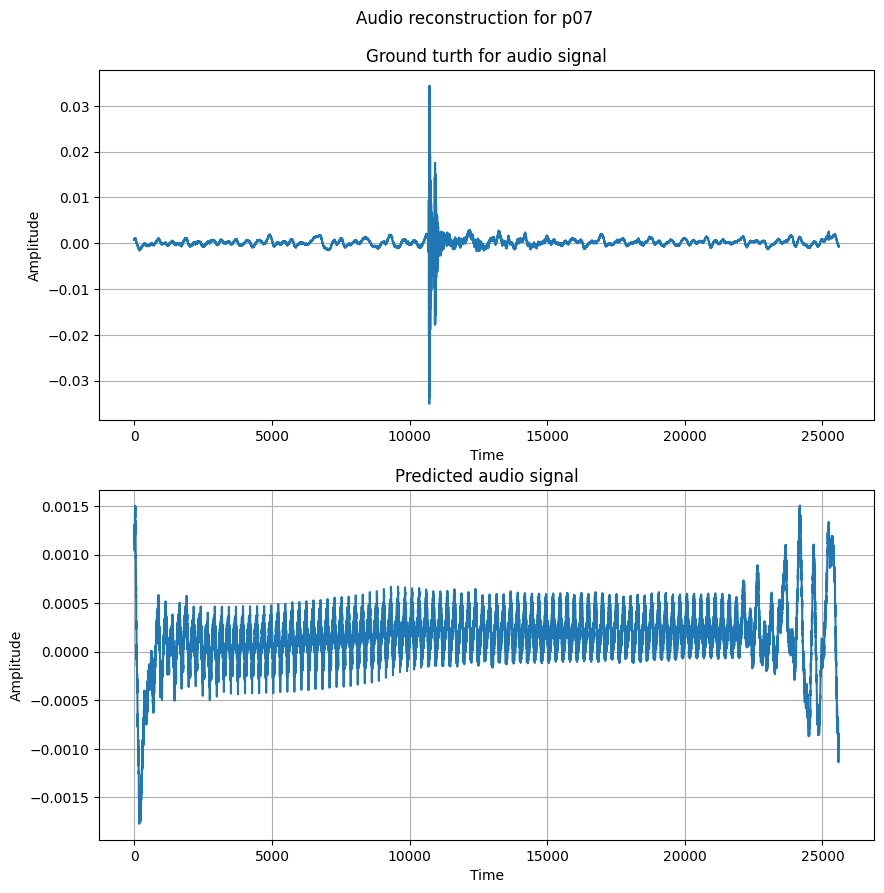 Audio reconstruction for p07
Ground turth for audio signal
0.03
0.02
0.01
0.00
−0.01
−0.02
−0.03
Amplitude
0 5000 10000 15000 20000 25000
Time
Predicted audio signal
0.0015
0.0010
0.0005
0.0000
−0.0005
−0.0010
−0.0015
Amplitude
0 5000 10000 15000 20000 25000
Time